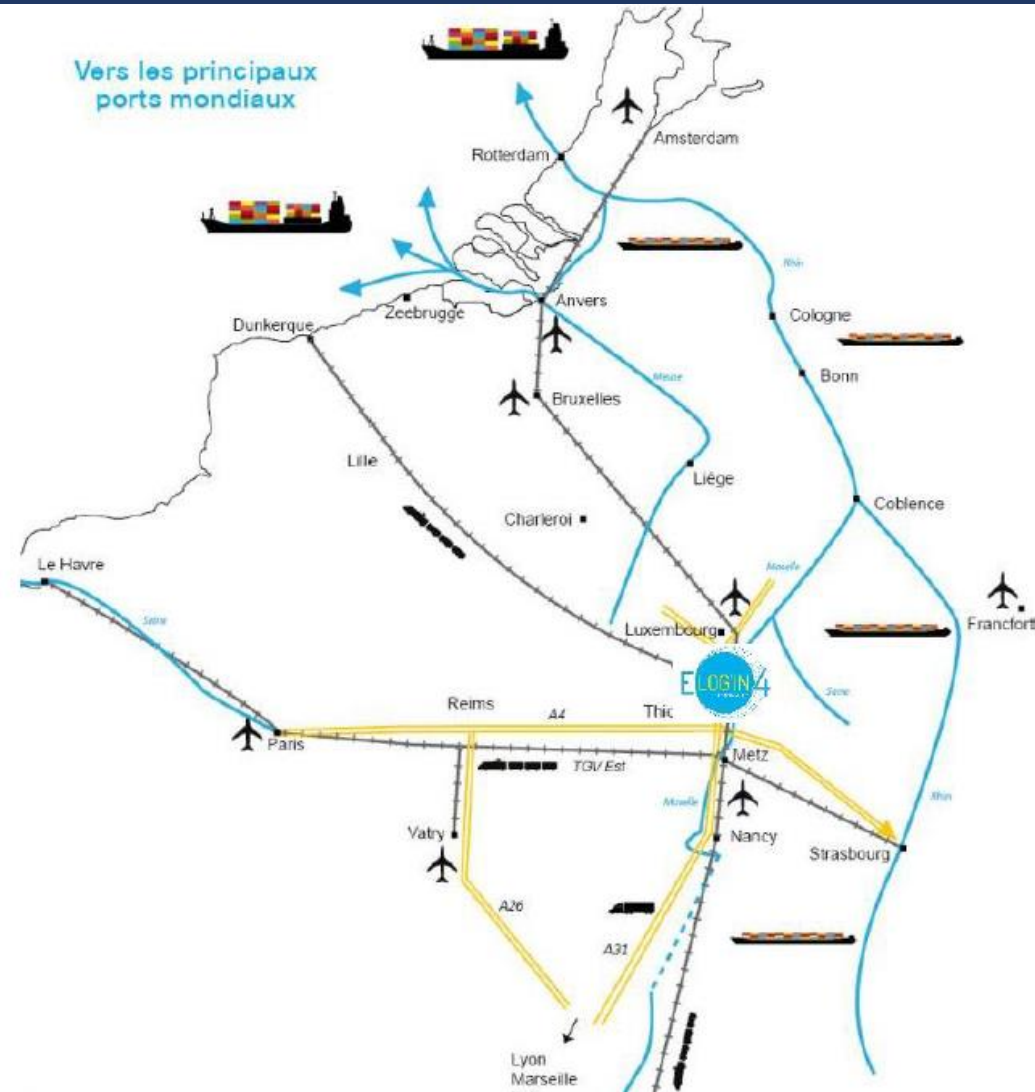 Vers les principaux
ports mondiaux
Amsterdam
Rotterdam
Rhin
Anvers
Zeebrugge
Cologne
Dunkerque
Meuse
Bonn
Bruxelles
Lille
Liége
Coblence
Charleroi
Le Havre
Moselle
Francfort
Seine
Luxembourg
ELOGIN4
Reims
A4
Thic
Paris
TGV Est
Metz
Moselle
Rhin
Vatry
Nancy
Strasbourg
A26
A31
Lyon
Marseille